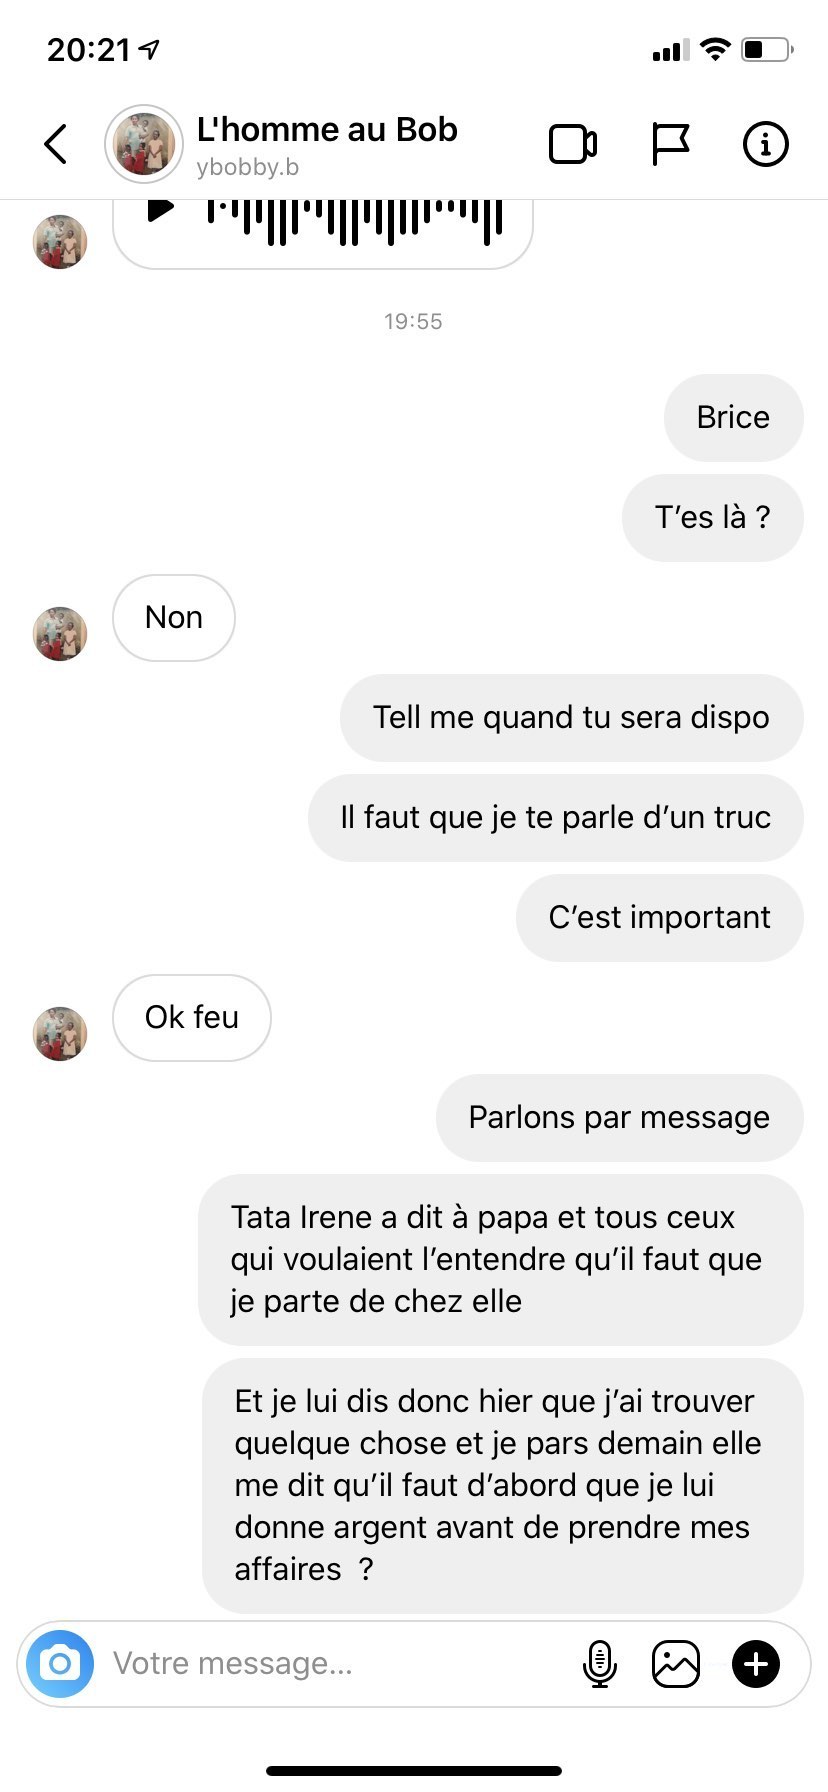 20:21
L'homme au Bob
ybobby.b
19:55
Brice
T’es là ?
Non
Tell me quand tu sera dispo
Il faut que je te parle d’un truc
C’est important
Ok feu
Parlons par message
Tata Irene a dit à papa et tous ceux
qui voulaient l’entendre qu’il faut que
je parte de chez elle
Et je lui dis donc hier que j’ai trouver
quelque chose et je pars demain elle
me dit qu’il faut d’abord que je lui
donne argent avant de prendre mes
affaires  ?
Votre message...